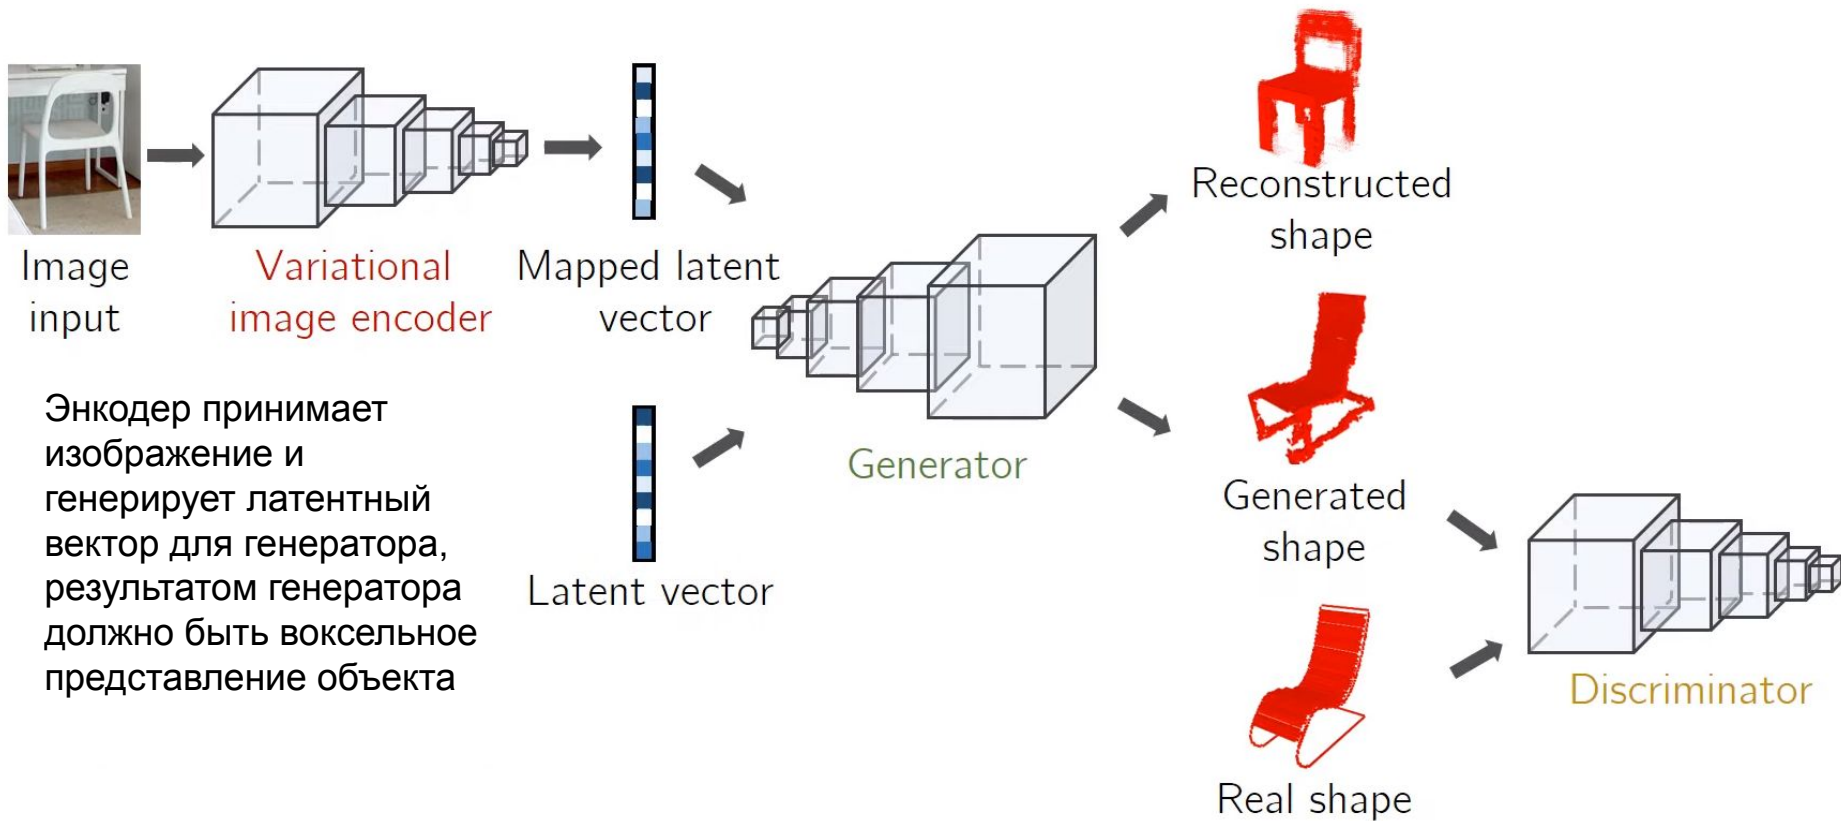 Image
input
Variational
image encoder
Mapped latent
vector
Энкодер принимает
изображение и
генерирует латентный
вектор для генератора,
результатом генератора
должно быть воксельное
представление объекта
Latent vector
Generator
Reconstructed
shape
Generated
shape
Real shape
Discriminator